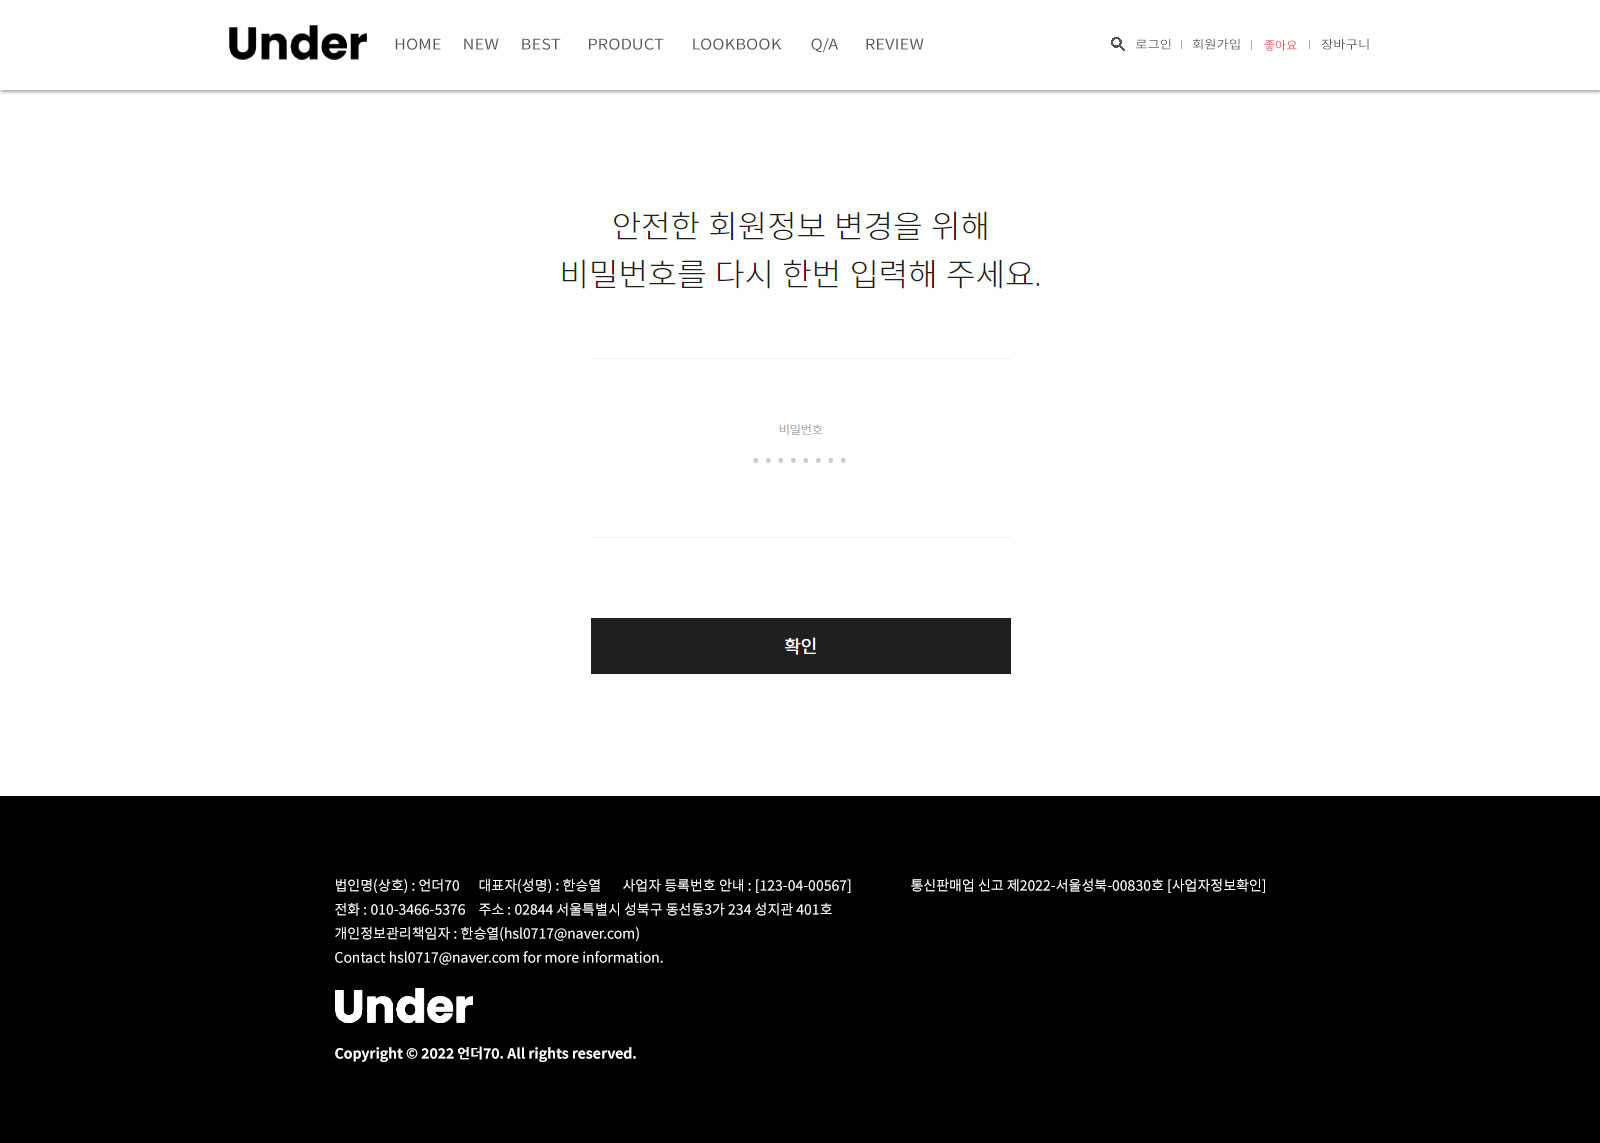 Under HOME NEW BEST PRODUCT LOOKBOOK Q/A REVIEW 로그인 회원가입 좋아요 장바구니
안전한 회원정보 변경을 위해
비밀번호를 다시 한번 입력해 주세요.
비밀번호
확인
법인명(상호) : 언더70 대표자(성명) : 한승열 사업자 등록번호 안내 : [123-04-00567] 통신판매업 신고 제2022-서울성북-00830호 [사업자정보확인]
전화 : 010-3466-5376 주소 : 02844 서울특별시 성북구 동선동3가 234 성지관 401호
개인정보관리책임자 : 한승열(hsl0717@naver.com)
Contact hsl0717@naver.com for more information.
Under
Copyright © 2022 언더70. All rights reserved.